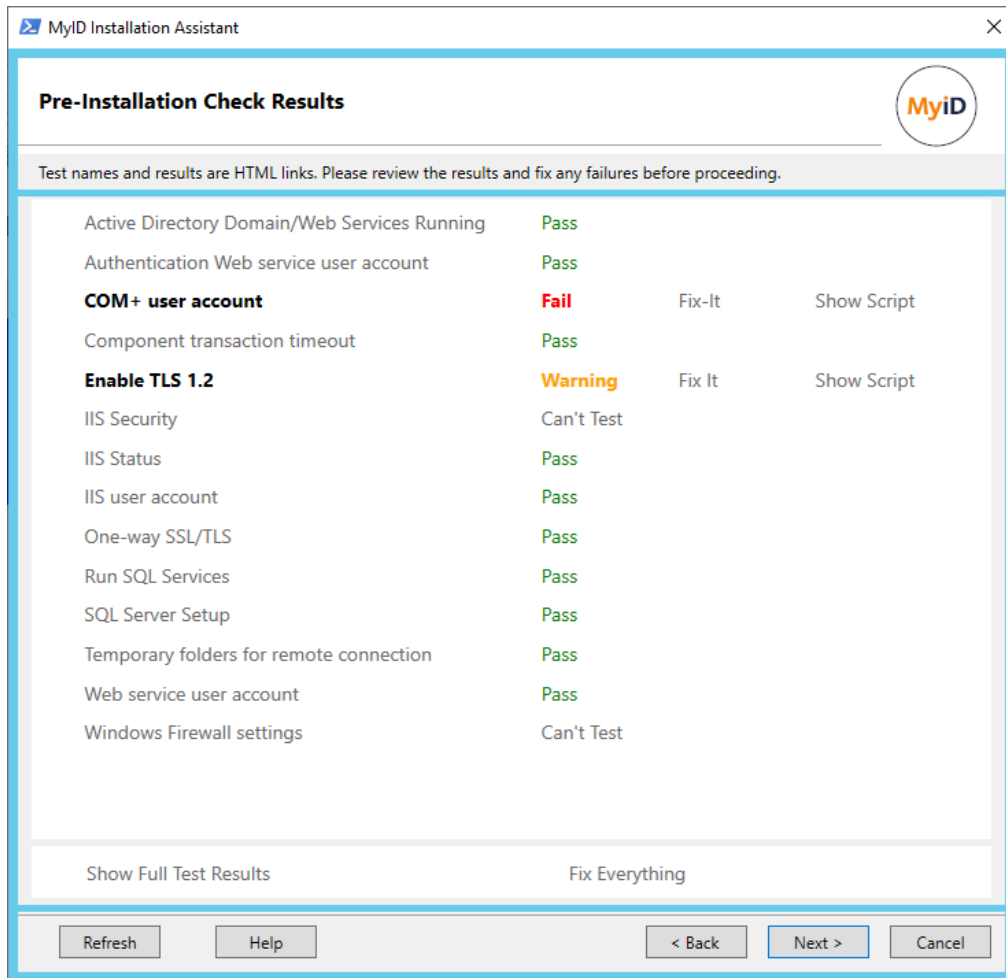 MyID Installation Assistant
Pre-Installation Check Results
MyiD
Test names and results are HTML links. Please review the results and fix any failures before proceeding.
Active Directory Domain/Web Services Running Pass
Authentication Web service user account Pass
COM+ user account Fail Fix-It Show Script
Component transaction timeout Pass
Enable TLS 1.2 Warning Fix It Show Script
IIS Security Can't Test
IIS Status Pass
IIS user account Pass
One-way SSL/TLS Pass
Run SQL Services Pass
SQL Server Setup Pass
Temporary folders for remote connection Pass
Web service user account Pass
Windows Firewall settings Can't Test
Show Full Test Results Fix Everything
Refresh Help < Back Next > Cancel